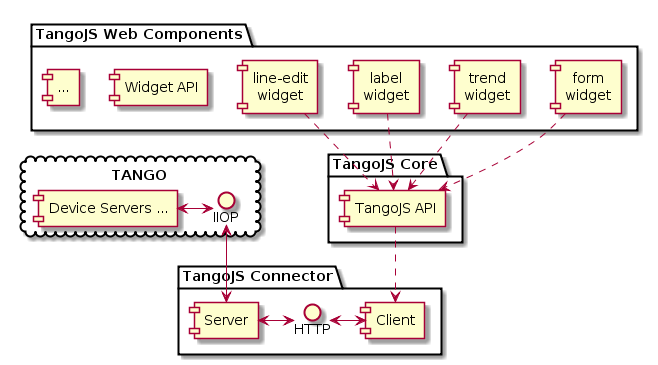 TangoJS Web Components
...
Widget API
line-edit
widget
label
widget
trend
widget
form
widget
TANGO
Device Servers ...
IIOP
TangoJS Core
TangoJS API
TangoJS Connector
Server
HTTP
Client